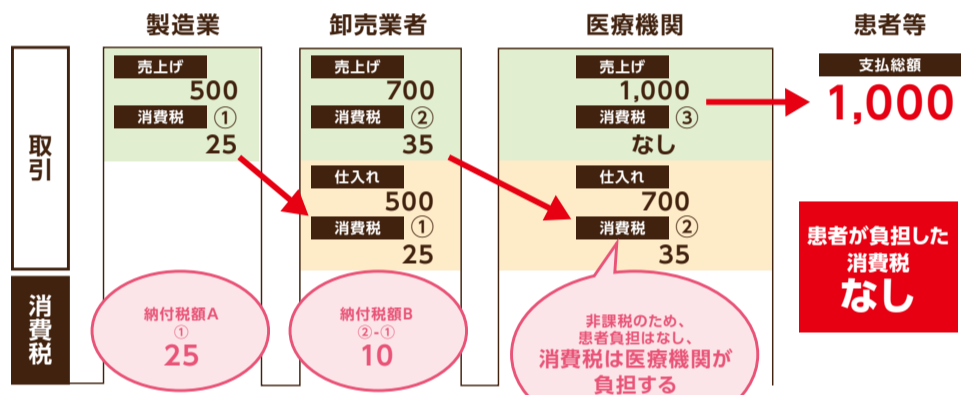 製造業
卸売業者
医療機関
患者等
取引
売上げ
500
消費税 ①
25
売上げ
700
消費税 ②
35
仕入れ
500
消費税 ①
25
売上げ
1,000
消費税 ③
なし
仕入れ
700
消費税 ②
35
支払総額
1,000
患者が負担した
消費税
なし
消費税
納付税額A
①
25
納付税額B
②-①
10
非課税のため、
患者負担はなし、
消費税は医療機関が
負担する